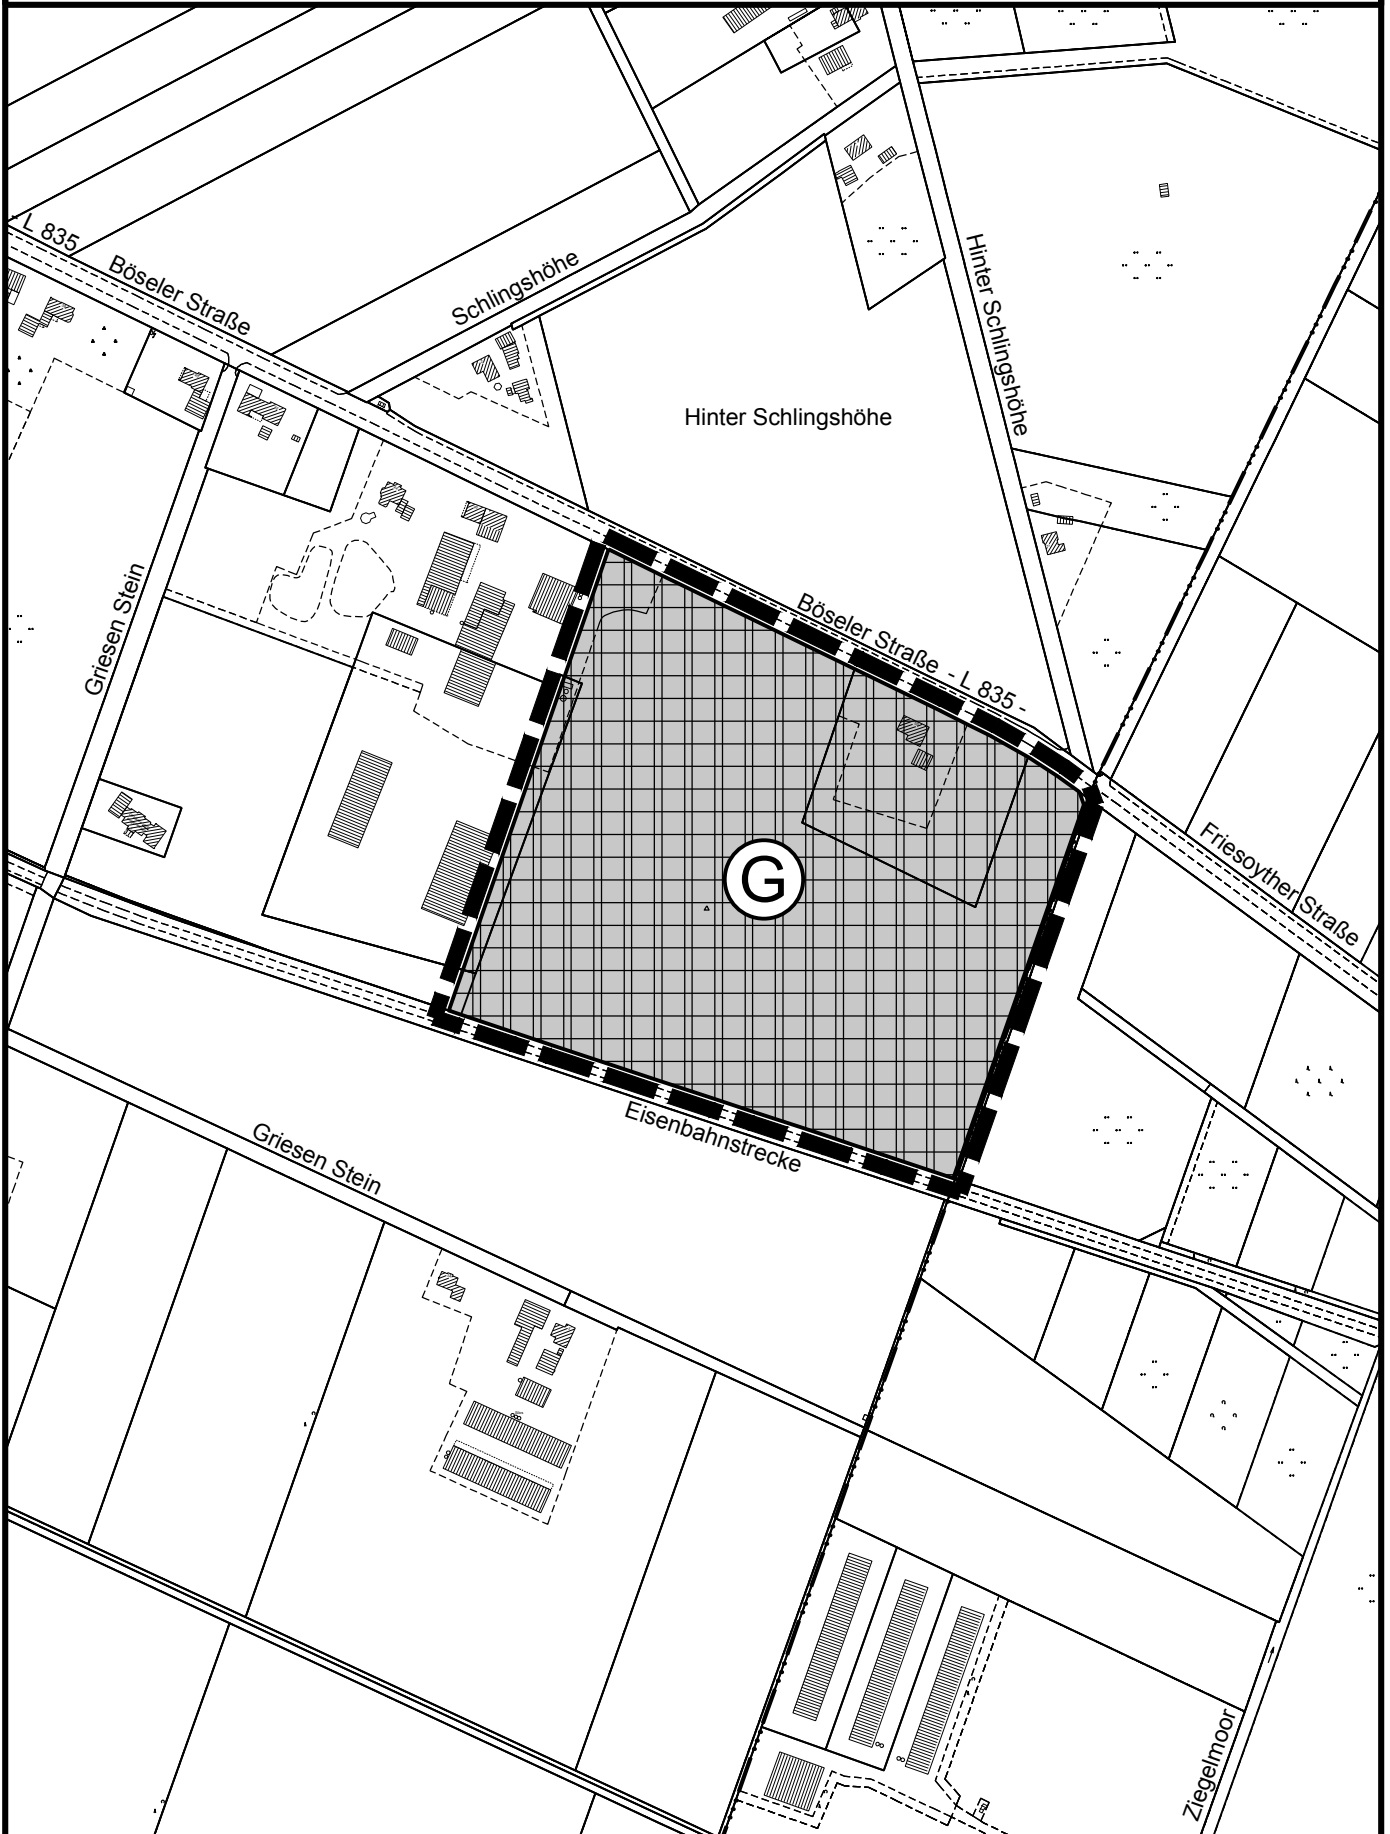 - L 835
Böseler Straße
Schlingshöhe
Hinter Schlingshöhe
Hinter Schlingshöhe
Griesen Stein
Böseler Straße - L 835 -
G
Friesoyther Straße
Eisenbahnstrecke
Griesen Stein
Ziegelmoor